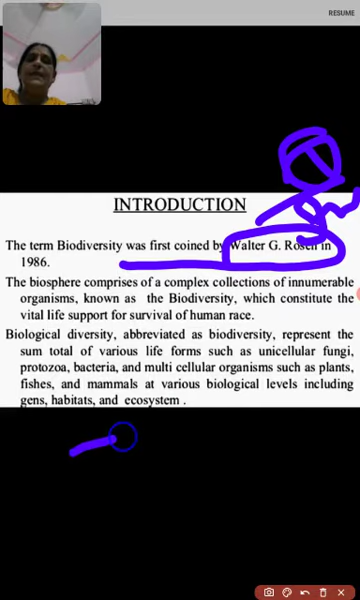 RESUME
INTRODUCTION
The term Biodiversity was first coined by Walter G. Rosen in
1986.
The biosphere comprises of a complex collections of innumerable
organisms, known as the Biodiversity, which constitute the
vital life support for survival of human race.
Biological diversity, abbreviated as biodiversity, represent the
sum total of various life forms such as unicellular fungi,
protozoa, bacteria, and multi cellular organisms such as plants,
fishes, and mammals at various biological levels including
gens, habitats, and ecosystem .